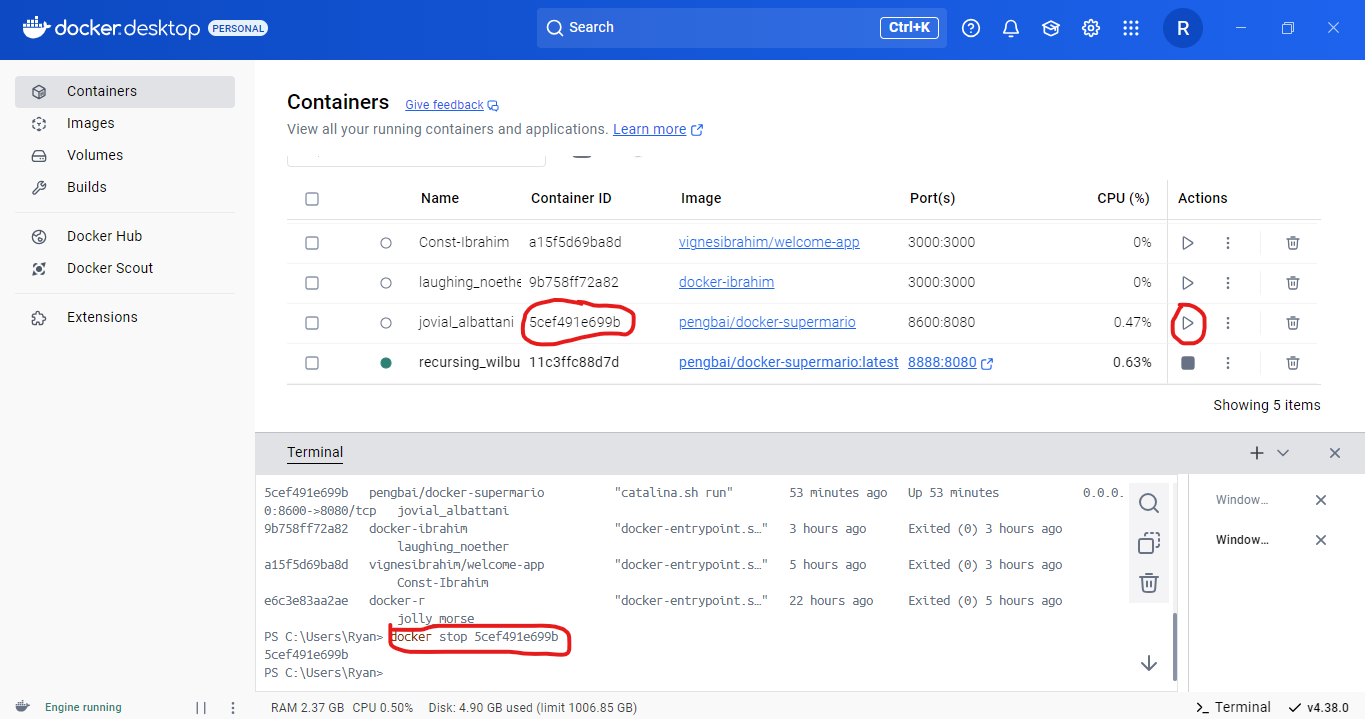 docker desktop PERSONAL Search Ctrl+K R
Containers
Images
Volumes
Builds
Docker Hub
Docker Scout
Extensions
Containers Give feedback
View all your running containers and applications. Learn more
Name Container ID Image Port(s) CPU (%) Actions
Const-Ibrahim a15f5d69ba8d vignesibrahim/welcome-app 3000:3000 0%
laughing_noethe 9b758ff72a82 docker-ibrahim 3000:3000 0%
jovial_albattani 5cef491e699b pengbai/docker-supermario 8600:8080 0.47%
recursing_wilbu 11c3ffc88d7d pengbai/docker-supermario:latest 8888:8080 0.63%
Showing 5 items
Terminal
5cef491e699b pengbai/docker-supermario "catalina.sh run" 53 minutes ago Up 53 minutes 0.0.0.
0:8600->8080/tcp jovial_albattani
9b758ff72a82 docker-ibrahim "docker-entrypoint.s…" 3 hours ago Exited (0) 3 hours ago
laughing_noether
a15f5d69ba8d vignesibrahim/welcome-app "docker-entrypoint.s…" 5 hours ago Exited (0) 3 hours ago
Const-Ibrahim
e6c3e83aa2ae docker-r "docker-entrypoint.s…" 22 hours ago Exited (0) 5 hours ago
jolly_morse
PS C:\Users\Ryan> docker stop 5cef491e699b
5cef491e699b
PS C:\Users\Ryan>
Window...
Window...
Engine running RAM 2.37 GB CPU 0.50% Disk: 4.90 GB used (limit 1006.85 GB) Terminal v4.38.0